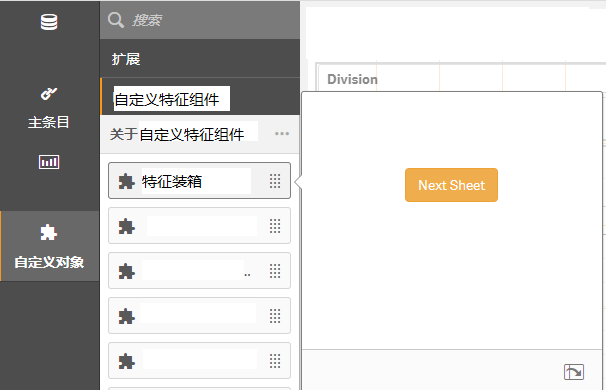 搜索
扩展
自定义特征组件
关于自定义特征组件
特征装箱
..
主条目
自定义对象
Division
Next Sheet